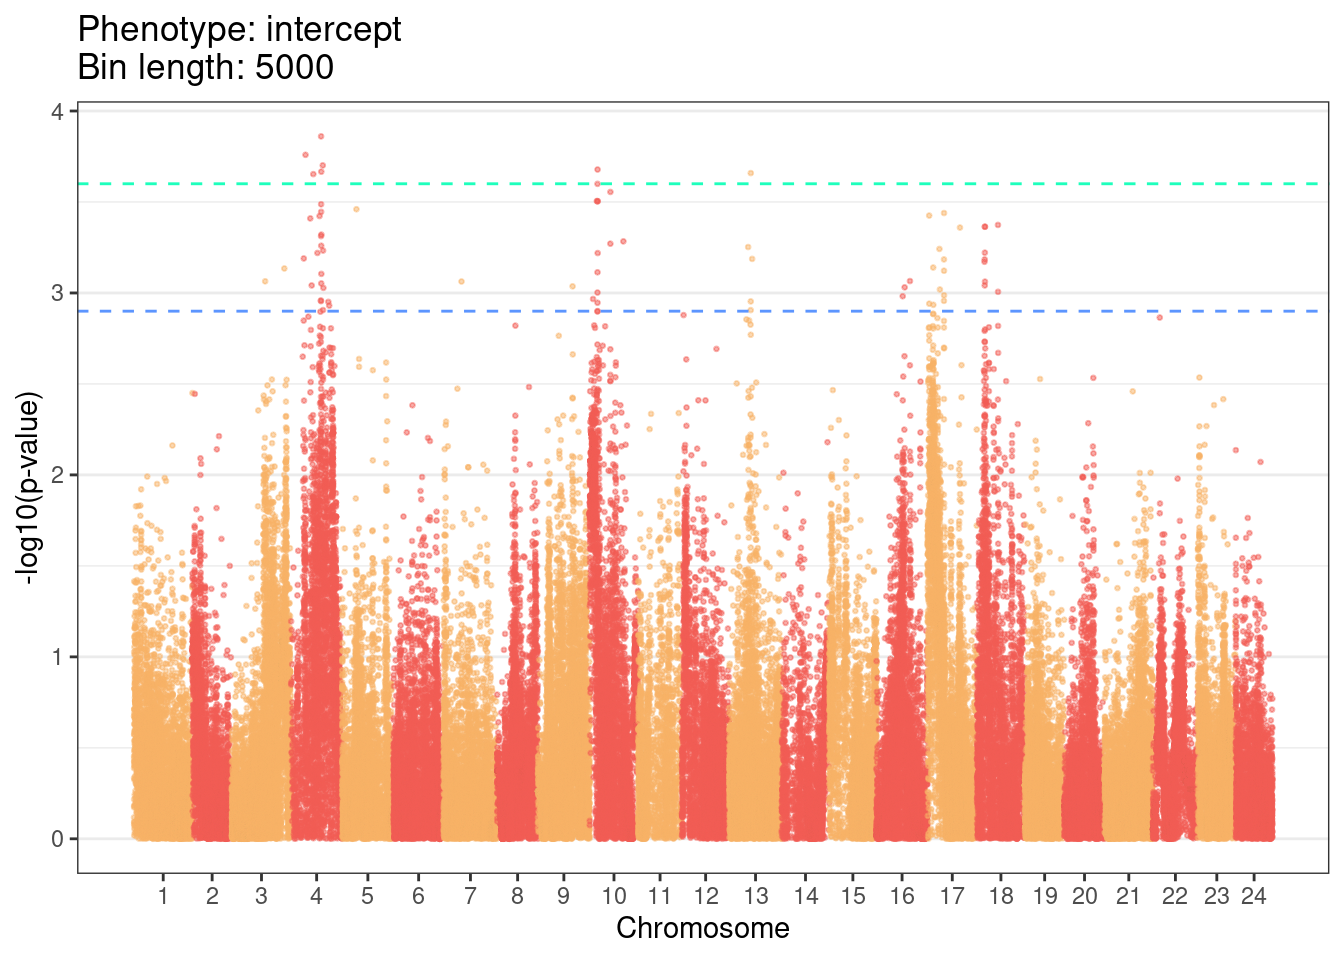 Phenotype: intercept
Bin length: 5000
4
3
2
1
0
-log10(p-value)
1 2 3 4 5 6 7 8 9 10 11 12 13 14 15 16 17 18 19 20 21 22 23 24
Chromosome